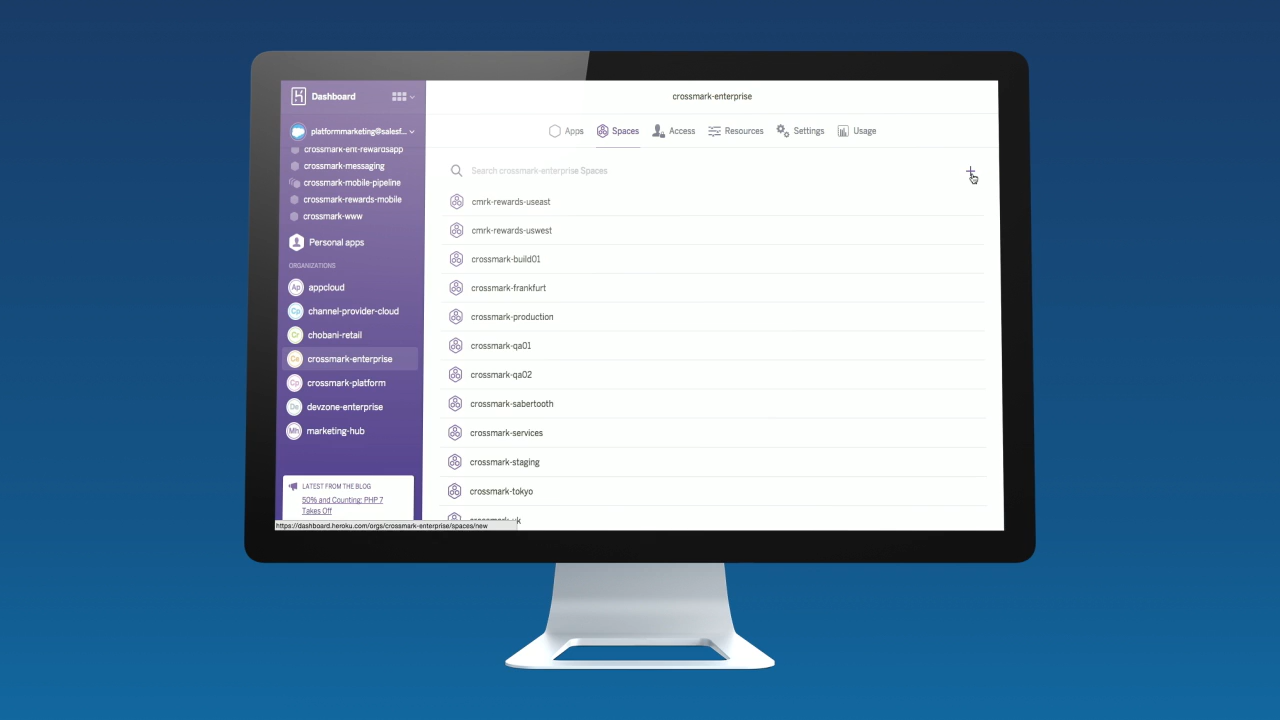 Dashboard
platformmarketing@salesf...
crossmark-ent-rewardsapp
crossmark-messaging
crossmark-mobile-pipeline
crossmark-rewards-mobile
crossmark-www
Personal apps
ORGANIZATIONS
Ap appcloud
Cp channel-provider-cloud
Cr chobani-retail
Ce crossmark-enterprise
Cp crossmark-platform
De devzone-enterprise
Mh marketing-hub
LATEST FROM THE BLOG
50% and Counting: PHP 7
Takes Off
https://dashboard.heroku.com/orgs/crossmark-enterprise/spaces/new
crossmark-enterprise
Apps Spaces Access Resources Settings Usage
Search crossmark-enterprise Spaces
cmrk-rewards-useast
cmrk-rewards-uswest
crossmark-build01
crossmark-frankfurt
crossmark-production
crossmark-qa01
crossmark-qa02
crossmark-sabertooth
crossmark-services
crossmark-staging
crossmark-tokyo